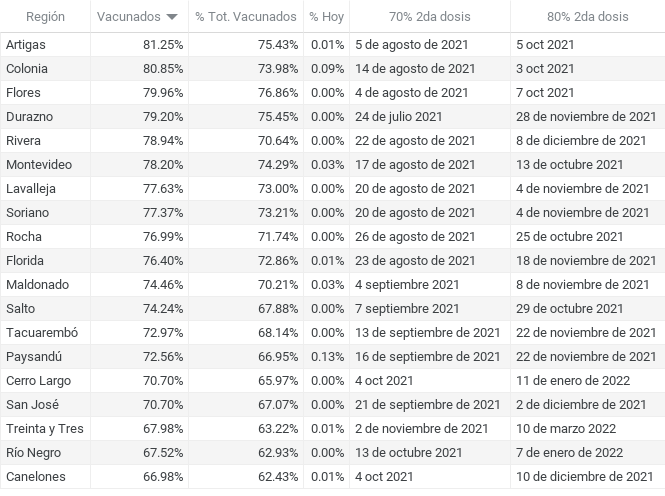 Región Vacunados % Tot. Vacunados % Hoy 70% 2da dosis 80% 2da dosis
Artigas 81.25% 75.43% 0.01% 5 de agosto de 2021 5 oct 2021
Colonia 80.85% 73.98% 0.09% 14 de agosto de 2021 3 oct 2021
Flores 79.96% 76.86% 0.00% 4 de agosto de 2021 7 oct 2021
Durazno 79.20% 75.45% 0.00% 24 de julio 2021 28 de noviembre de 2021
Rivera 78.94% 70.64% 0.00% 22 de agosto de 2021 8 de diciembre de 2021
Montevideo 78.20% 74.29% 0.03% 17 de agosto de 2021 13 de octubre 2021
Lavalleja 77.63% 73.00% 0.00% 20 de agosto de 2021 4 de noviembre de 2021
Soriano 77.37% 73.21% 0.00% 20 de agosto de 2021 4 de noviembre de 2021
Rocha 76.99% 71.74% 0.00% 26 de agosto de 2021 25 de octubre 2021
Florida 76.40% 72.86% 0.01% 23 de agosto de 2021 18 de noviembre de 2021
Maldonado 74.46% 70.21% 0.03% 4 septiembre 2021 8 de noviembre de 2021
Salto 74.24% 67.88% 0.00% 7 septiembre 2021 29 de octubre 2021
Tacuarembó 72.97% 68.14% 0.00% 13 de septiembre de 2021 22 de noviembre de 2021
Paysandú 72.56% 66.95% 0.13% 16 de septiembre de 2021 22 de noviembre de 2021
Cerro Largo 70.70% 65.97% 0.00% 4 oct 2021 11 de enero de 2022
San José 70.70% 67.07% 0.00% 21 de septiembre de 2021 2 de diciembre de 2021
Treinta y Tres 67.98% 63.22% 0.01% 2 de noviembre de 2021 10 de marzo 2022
Río Negro 67.52% 62.93% 0.00% 13 de octubre 2021 7 de enero de 2022
Canelones 66.98% 62.43% 0.01% 4 oct 2021 10 de diciembre de 2021